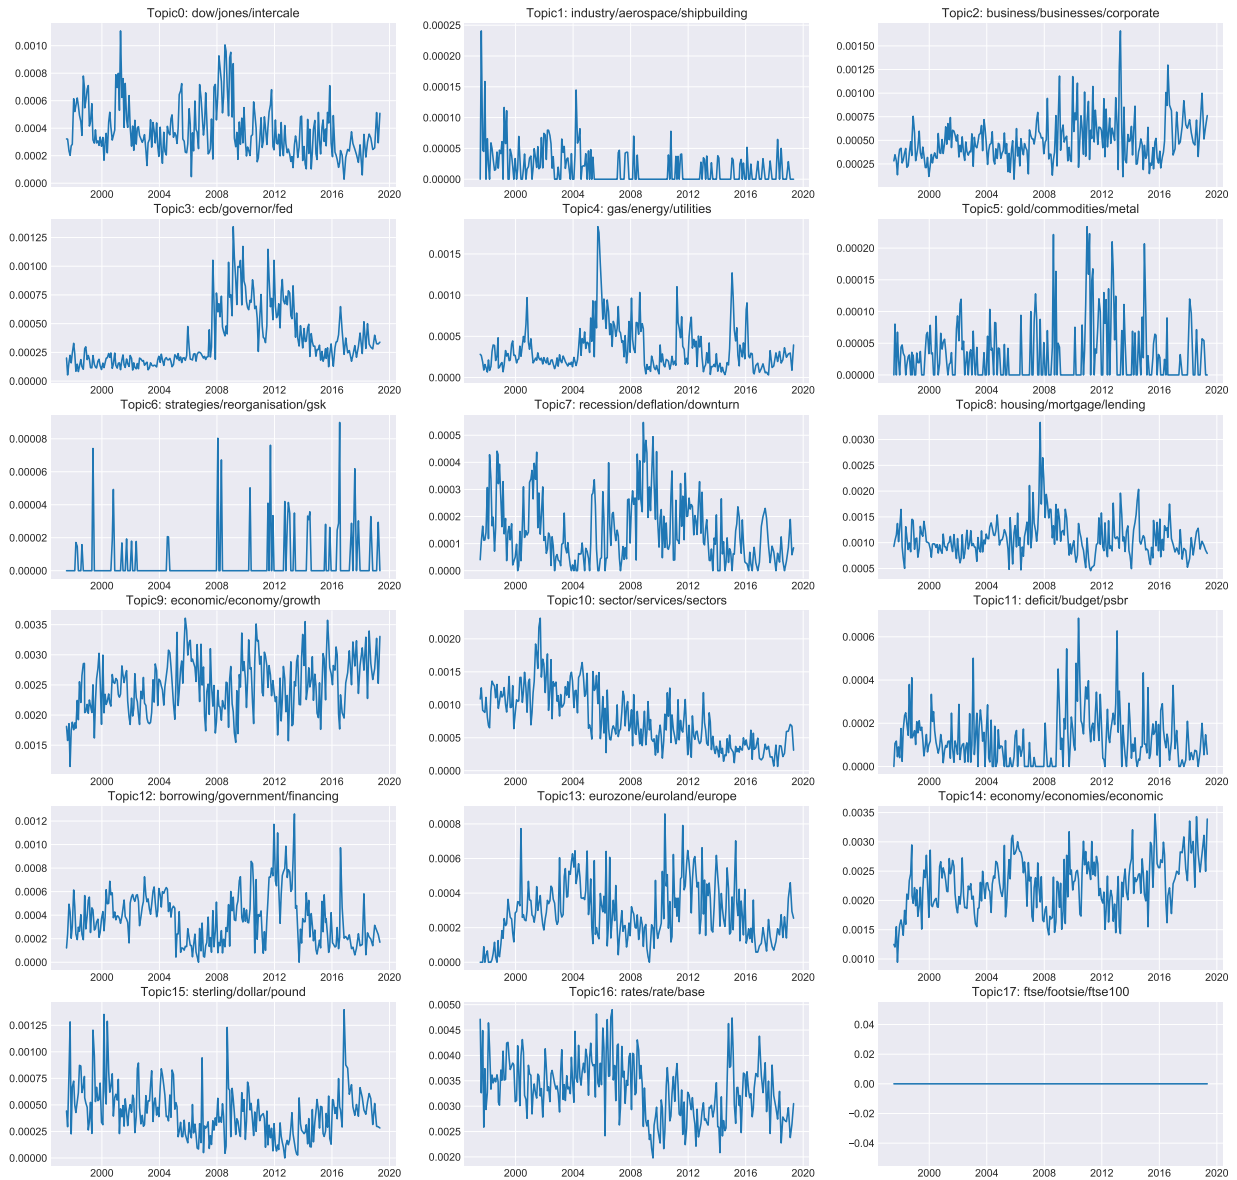 Topic0: dow/jones/intercale
Topic1: industry/aerospace/shipbuilding
Topic2: business/businesses/corporate
0.0010
0.0008
0.0006
0.0004
0.0002
0.0000
2000 2004 2008 2012 2016 2020
0.00025
0.00020
0.00015
0.00010
0.00005
0.00000
2000 2004 2008 2012 2016 2020
0.00150
0.00125
0.00100
0.00075
0.00050
0.00025
2000 2004 2008 2012 2016 2020
Topic3: ecb/governor/fed
Topic4: gas/energy/utilities
Topic5: gold/commodities/metal
0.00125
0.00100
0.00075
0.00050
0.00025
0.00000
2000 2004 2008 2012 2016 2020
0.0015
0.0010
0.0005
0.0000
2000 2004 2008 2012 2016 2020
0.00020
0.00015
0.00010
0.00005
0.00000
2000 2004 2008 2012 2016 2020
Topic6: strategies/reorganisation/gsk
Topic7: recession/deflation/downturn
Topic8: housing/mortgage/lending
0.00008
0.00006
0.00004
0.00002
0.00000
2000 2004 2008 2012 2016 2020
0.0005
0.0004
0.0003
0.0002
0.0001
0.0000
2000 2004 2008 2012 2016 2020
0.0030
0.0025
0.0020
0.0015
0.0010
0.0005
2000 2004 2008 2012 2016 2020
Topic9: economic/economy/growth
Topic10: sector/services/sectors
Topic11: deficit/budget/psbr
0.0035
0.0030
0.0025
0.0020
0.0015
2000 2004 2008 2012 2016 2020
0.0020
0.0015
0.0010
0.0005
0.0000
2000 2004 2008 2012 2016 2020
0.0006
0.0004
0.0002
0.0000
2000 2004 2008 2012 2016 2020
Topic12: borrowing/government/financing
Topic13: eurozone/euroland/europe
Topic14: economy/economies/economic
0.0012
0.0010
0.0008
0.0006
0.0004
0.0002
0.0000
2000 2004 2008 2012 2016 2020
0.0008
0.0006
0.0004
0.0002
0.0000
2000 2004 2008 2012 2016 2020
0.0035
0.0030
0.0025
0.0020
0.0015
0.0010
2000 2004 2008 2012 2016 2020
Topic15: sterling/dollar/pound
Topic16: rates/rate/base
Topic17: ftse/footsie/ftse100
0.00125
0.00100
0.00075
0.00050
0.00025
0.00000
2000 2004 2008 2012 2016 2020
0.0050
0.0045
0.0040
0.0035
0.0030
0.0025
0.0020
2000 2004 2008 2012 2016 2020
0.04
0.02
0.00
−0.02
−0.04
2000 2004 2008 2012 2016 2020